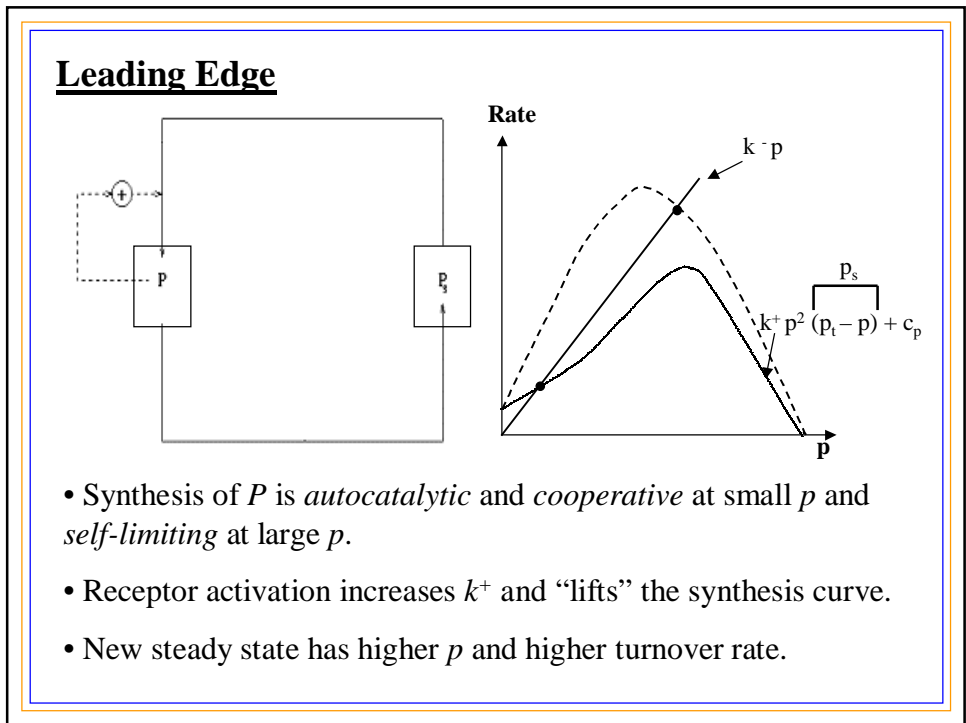 Leading Edge
+
P
Pₛ
Rate
k⁻p
pₛ
k⁺ p² (pₜ – p) + cₚ
p
• Synthesis of P is autocatalytic and cooperative at small p and
self-limiting at large p.
• Receptor activation increases k⁺ and “lifts” the synthesis curve.
• New steady state has higher p and higher turnover rate.